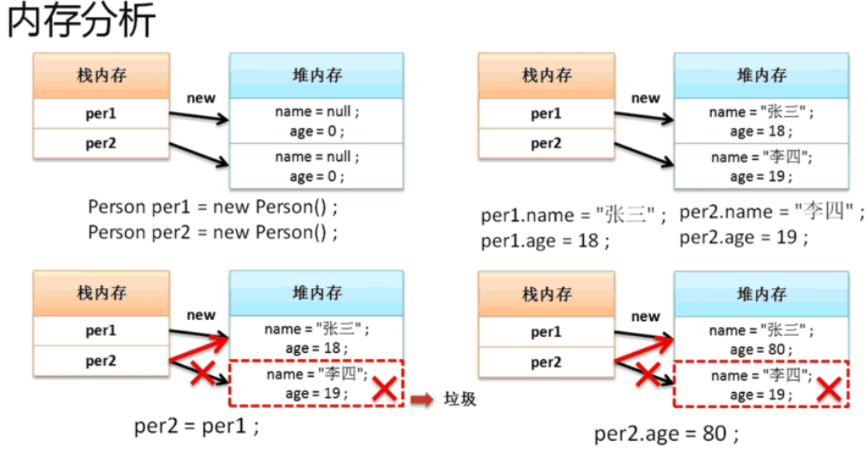 内存分析
栈内存
堆内存
new
per1
per2
name = null ;
age = 0 ;
name = null ;
age = 0 ;
Person per1 = new Person() ;
Person per2 = new Person() ;
栈内存
堆内存
new
per1
per2
name = "张三" ;
age = 18 ;
name = "李四";
age = 19 ;
per1.name = "张三" ;
per1.age = 18 ;
per2.name = "李四" ;
per2.age = 19 ;
栈内存
堆内存
new
per1
per2
name = "张三" ;
age = 18 ;
name = "李四";
age = 19 ;
垃圾
per2 = per1 ;
栈内存
堆内存
new
per1
per2
name = "张三" ;
age = 80 ;
name = "李四";
age = 19 ;
per2.age = 80 ;